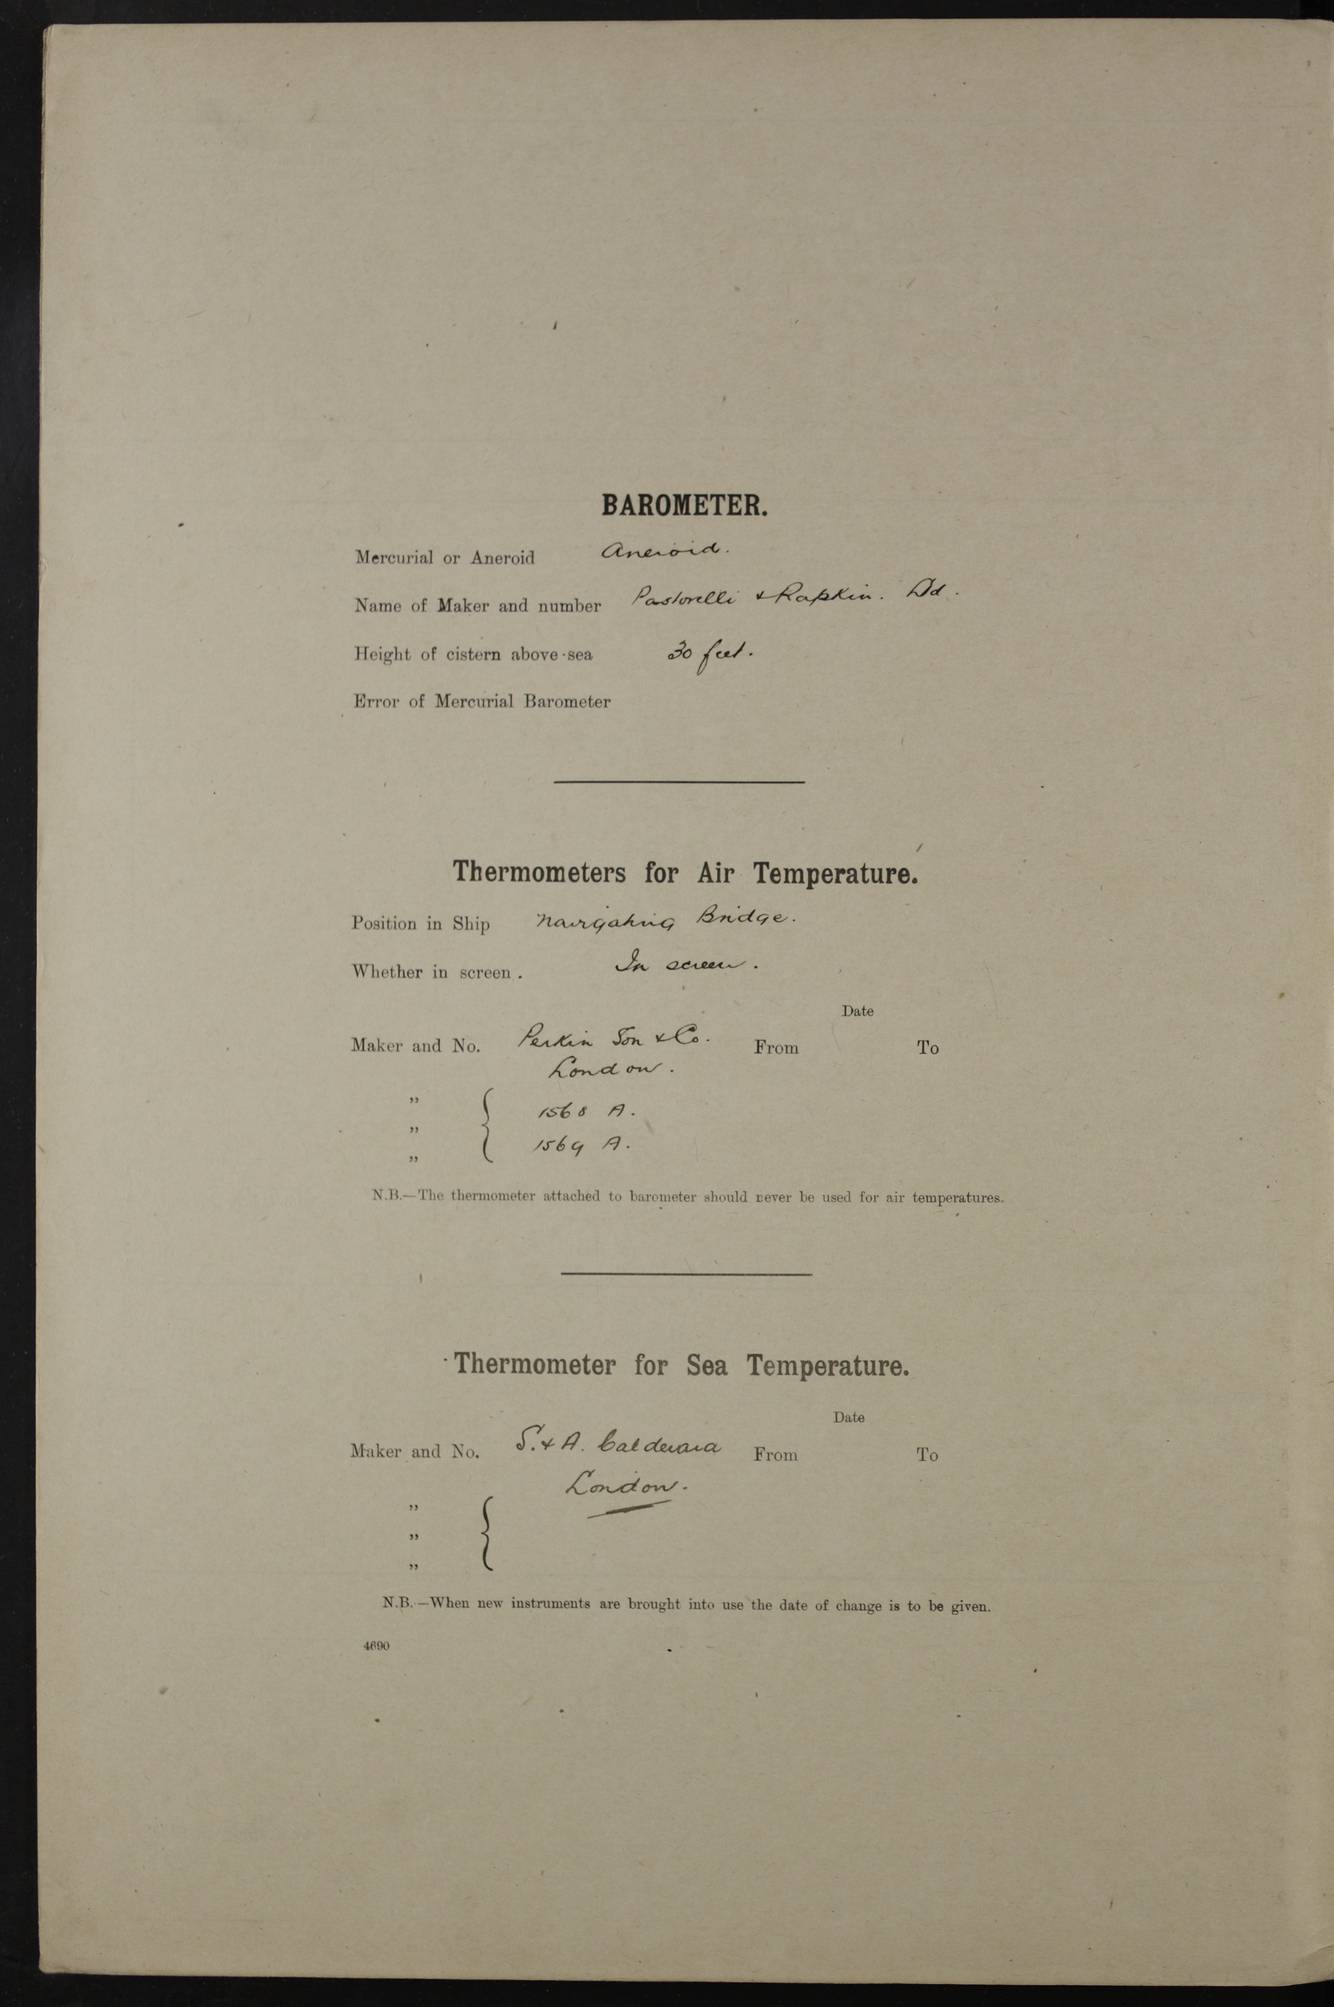 BAROMETER.
Mercurial or Aneroid Aneroid.
Name of Maker and number Pastorelli & Rapkin. Ltd.
Height of cistern above sea 30 feet.
Error of Mercurial Barometer
Thermometers for Air Temperature.
Position in Ship Navigating Bridge.
Whether in screen. In screen.
Date
Maker and No. Perkin Son & Co. From To
London.
„
„ { 1568 A.
„ 1569 A.
N.B.—The thermometer attached to barometer should never be used for air temperatures.
Thermometer for Sea Temperature.
Date
Maker and No. S. & A. Calderara From To
London.
„
„ {
„
N.B.—When new instruments are brought into use the date of change is to be given.
4690